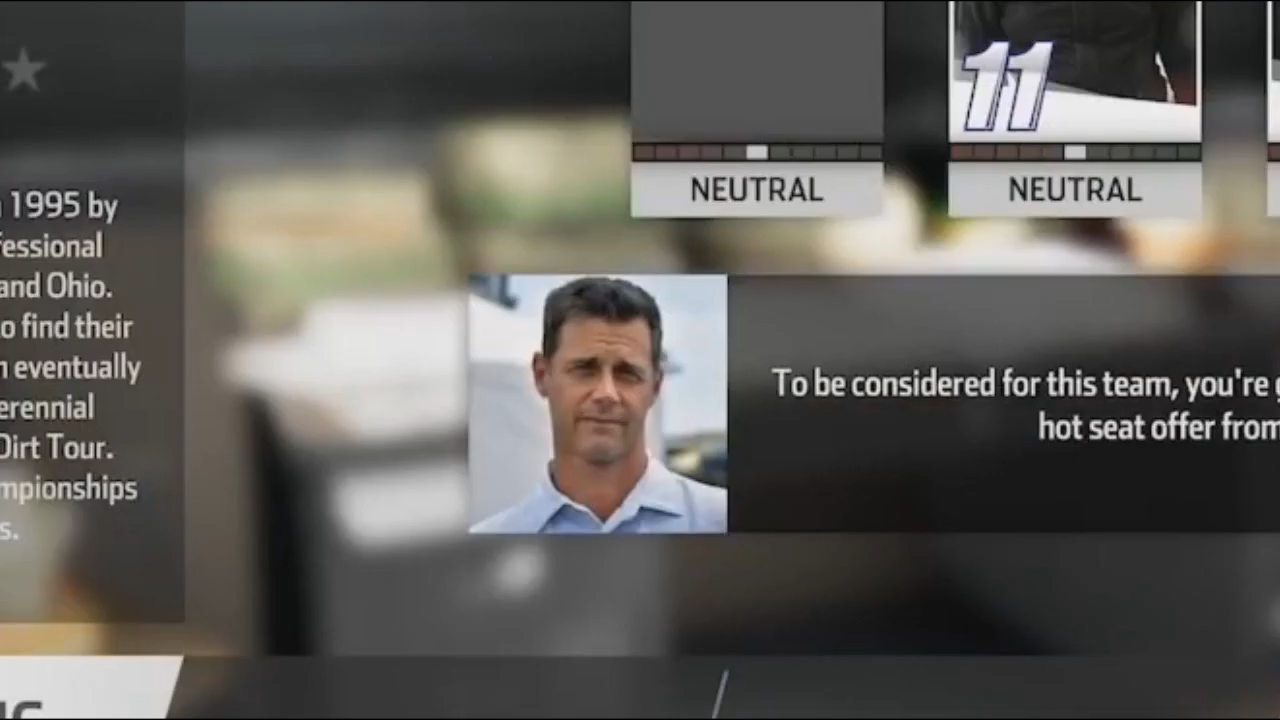 11
NEUTRAL
NEUTRAL
1995 by
fessional
and Ohio.
to find their
eventually
erennial
Dirt Tour.
mpionships
s.
To be considered for this team, you're
hot seat offer from